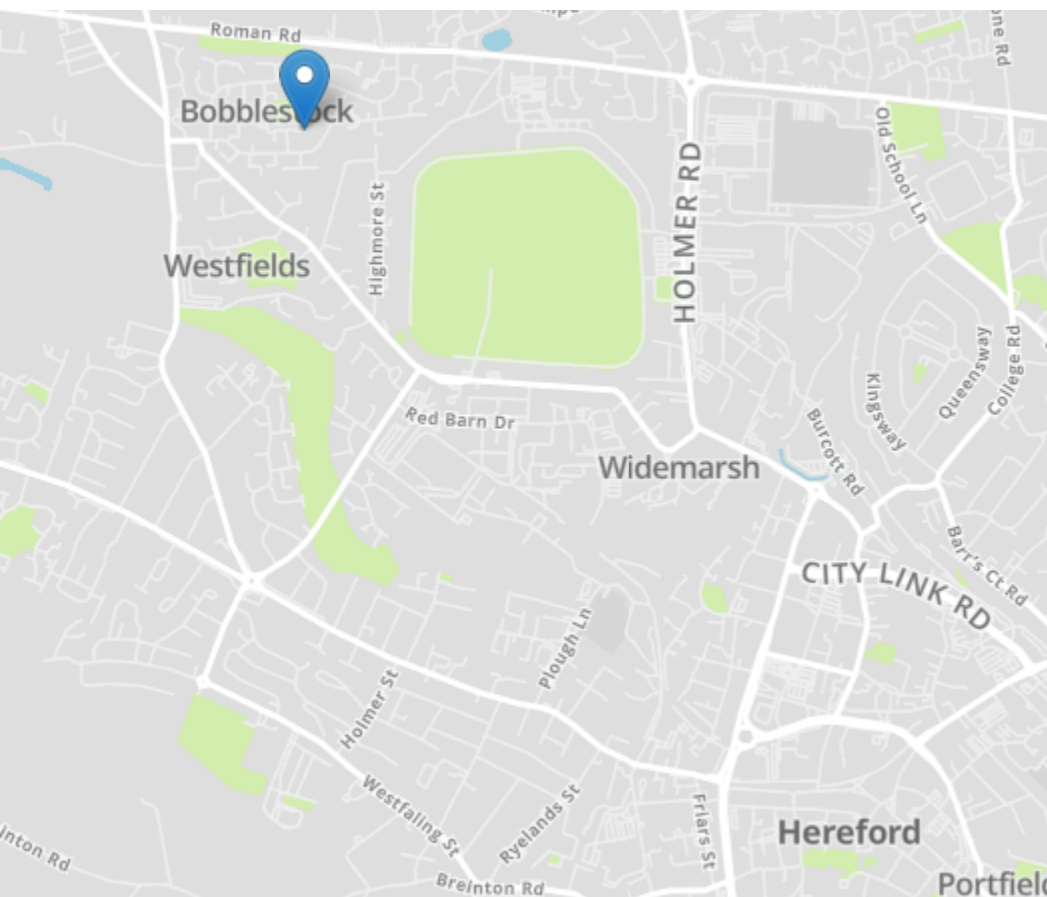 Roman Rd
Bobblestock
HOLMER RD
Old School Ln
Highmore St
Westfields
Queensway
College Rd
Kingsway
Red Barn Dr
Burcott Rd
Widemarsh
Barr's Ct Rd
CITY LINK RD
Plough Ln
Holmer St
Westfaling St
Ryelands St
Friars St
Hereford
Breinton Rd